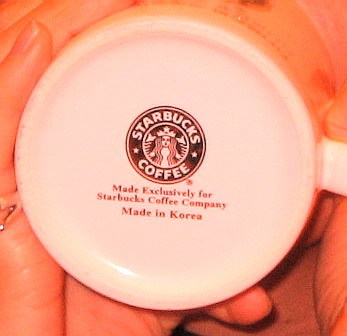 STARBUCKS
COFFEE
®
Made Exclusively for
Starbucks Coffee Company
Made in Korea